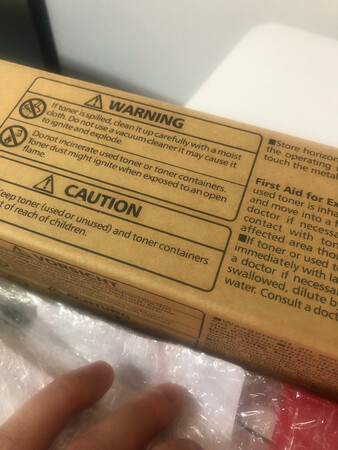 WARNING
If toner is spilled, clean it up carefully with a moist
cloth. Do not use a vacuum cleaner it may cause it
to ignite and explode.
Do not incinerate used toner or toner containers.
Toner dust might ignite when exposed to an open
flame.
CAUTION
Keep toner (used or unused) and toner containers
of reach of children.
■Store horizon
the operating
touch the metal
First Aid for Ex
used toner is inha
and move into a f
doctor if necessa
contact with ton
affected area tho
■If toner or used t
immediately with la
a doctor if necessa
swallowed, dilute b
water. Consult a doct
VORSICHT